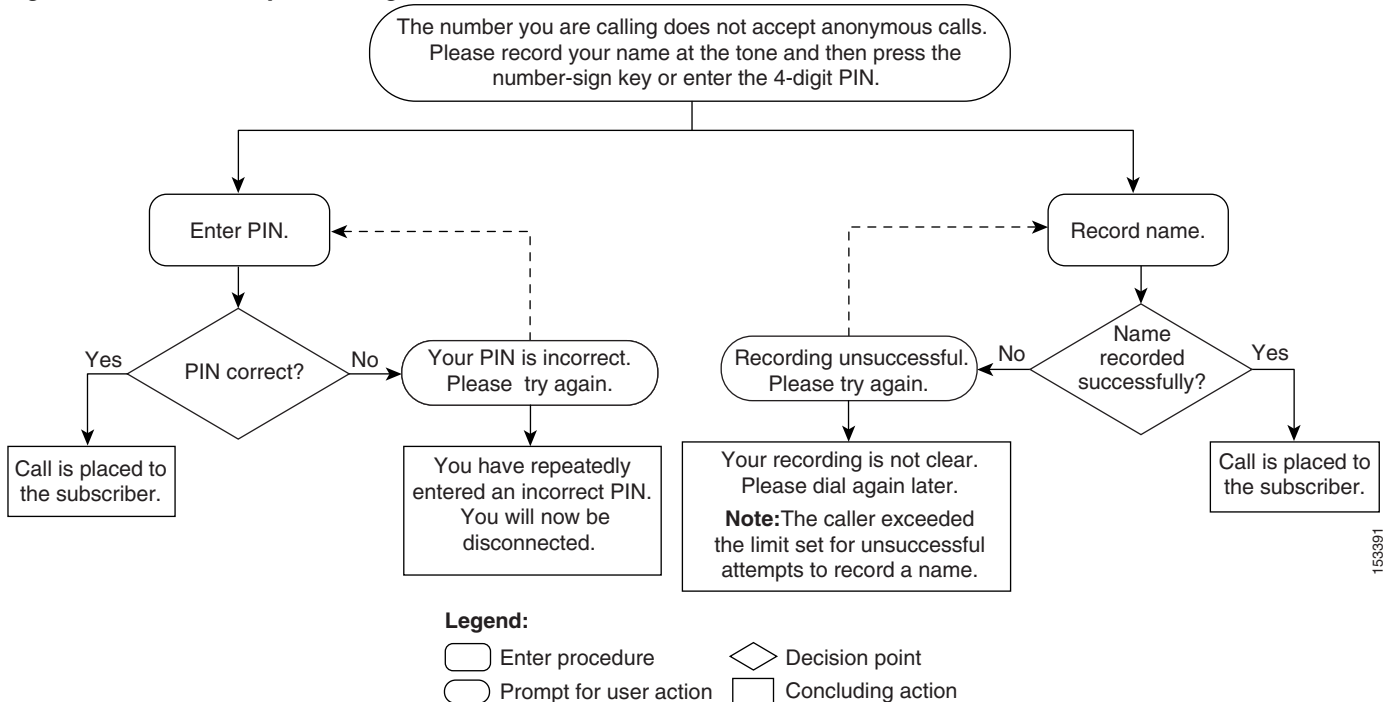 The number you are calling does not accept anonymous calls.
Please record your name at the tone and then press the
number-sign key or enter the 4-digit PIN.
Enter PIN.
Record name.
PIN correct?
Yes
No
Your PIN is incorrect.
Please try again.
Recording unsuccessful.
Please try again.
No
Name
recorded
successfully?
Yes
Call is placed to
the subscriber.
You have repeatedly
entered an incorrect PIN.
You will now be
disconnected.
Your recording is not clear.
Please dial again later.
Note:The caller exceeded
the limit set for unsuccessful
attempts to record a name.
Call is placed to
the subscriber.
153391
Legend:
Enter procedure
Decision point
Prompt for user action
Concluding action